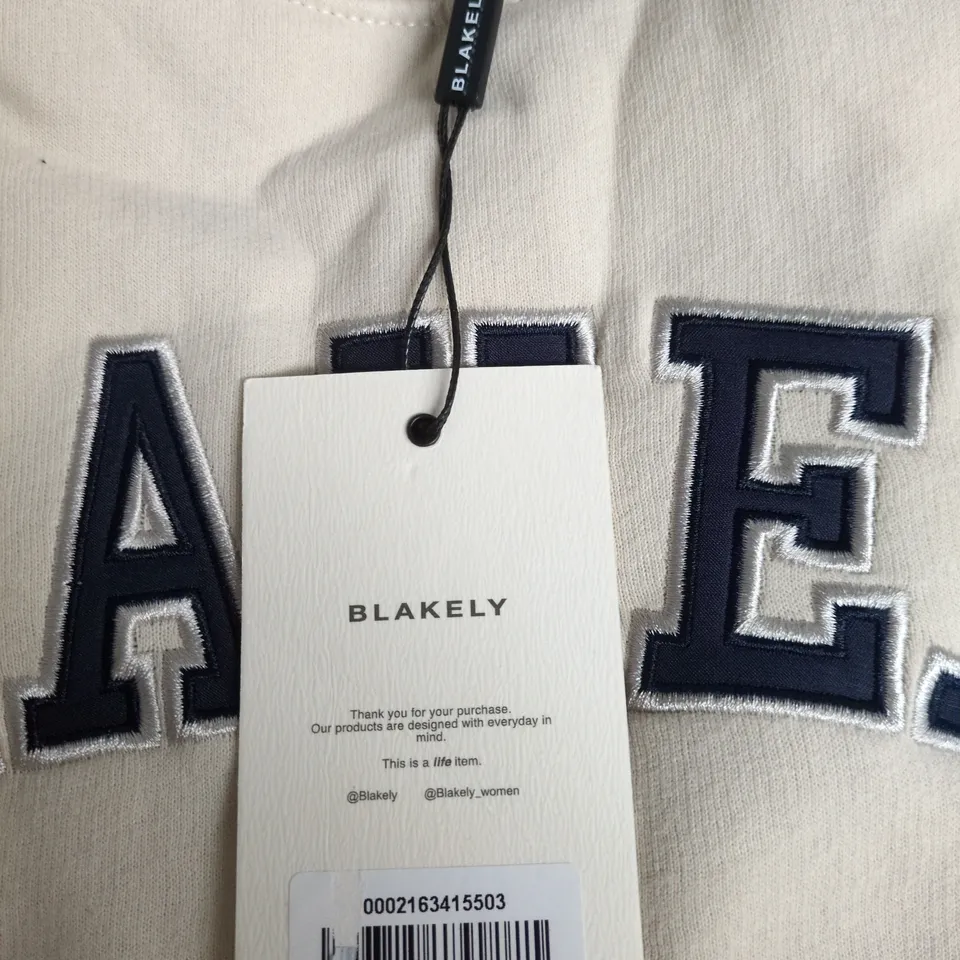 BLAKEL
A E
BLAKELY
Thank you for your purchase.
Our products are designed with everyday in
mind.
This is a life item.
@Blakely @Blakely_women
0002163415503